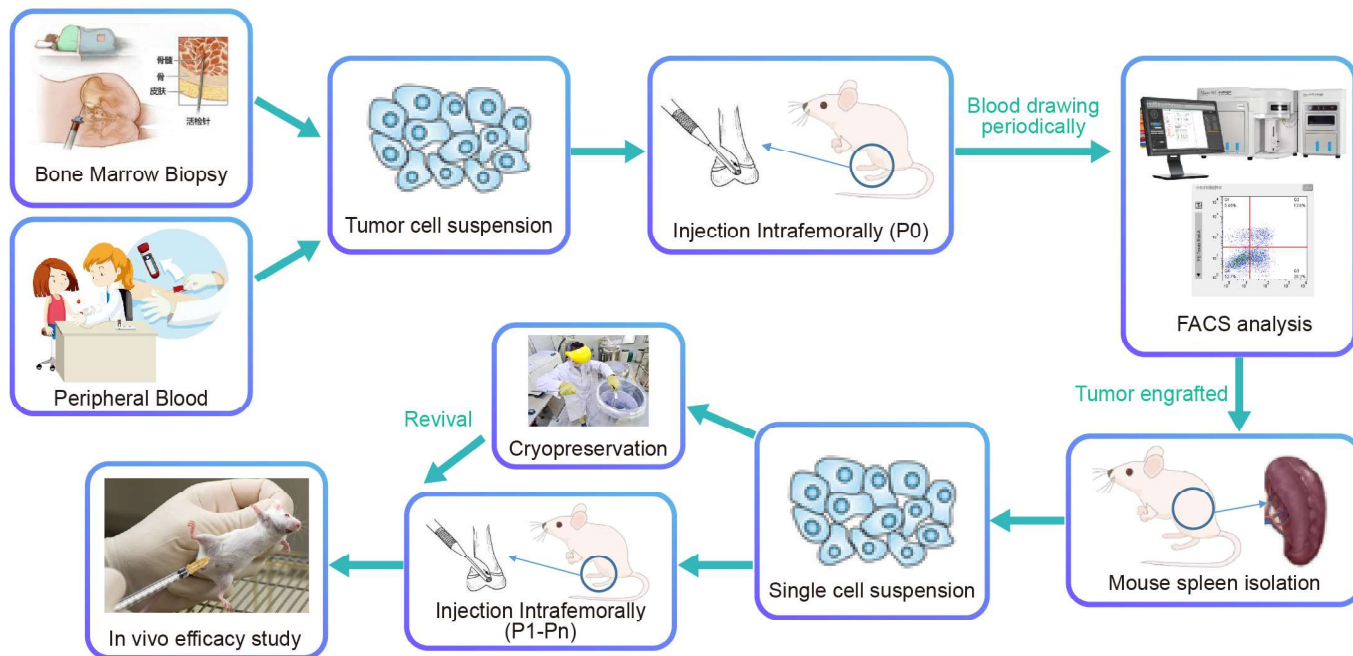 骨髓
骨
皮肤
活检针
Bone Marrow Biopsy
Peripheral Blood
Tumor cell suspension
Injection Intrafemorally (P0)
Blood drawing
periodically
FACS analysis
Tumor engrafted
Mouse spleen isolation
Single cell suspension
Cryopreservation
Revival
Injection Intrafemorally
(P1-Pn)
In vivo efficacy study